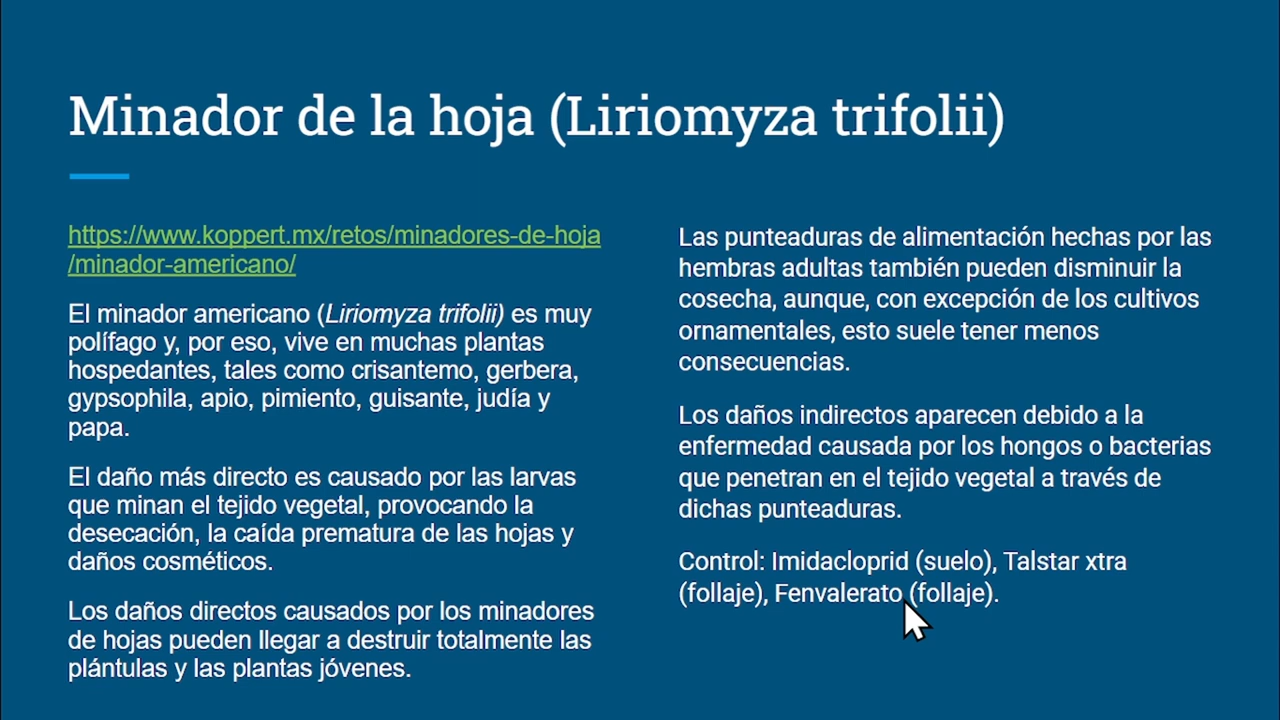 Minador de la hoja (Liriomyza trifolii)
https://www.koppert.mx/retos/minadores-de-hoja
/minador-americano/
El minador americano (Liriomyza trifolii) es muy
polífago y, por eso, vive en muchas plantas
hospedantes, tales como crisantemo, gerbera,
gypsophila, apio, pimiento, guisante, judía y
papa.
El daño más directo es causado por las larvas
que minan el tejido vegetal, provocando la
desecación, la caída prematura de las hojas y
daños cosméticos.
Los daños directos causados por los minadores
de hojas pueden llegar a destruir totalmente las
plántulas y las plantas jóvenes.
Las punteaduras de alimentación hechas por las
hembras adultas también pueden disminuir la
cosecha, aunque, con excepción de los cultivos
ornamentales, esto suele tener menos
consecuencias.
Los daños indirectos aparecen debido a la
enfermedad causada por los hongos o bacterias
que penetran en el tejido vegetal a través de
dichas punteaduras.
Control: Imidacloprid (suelo), Talstar xtra
(follaje), Fenvalerato (follaje).